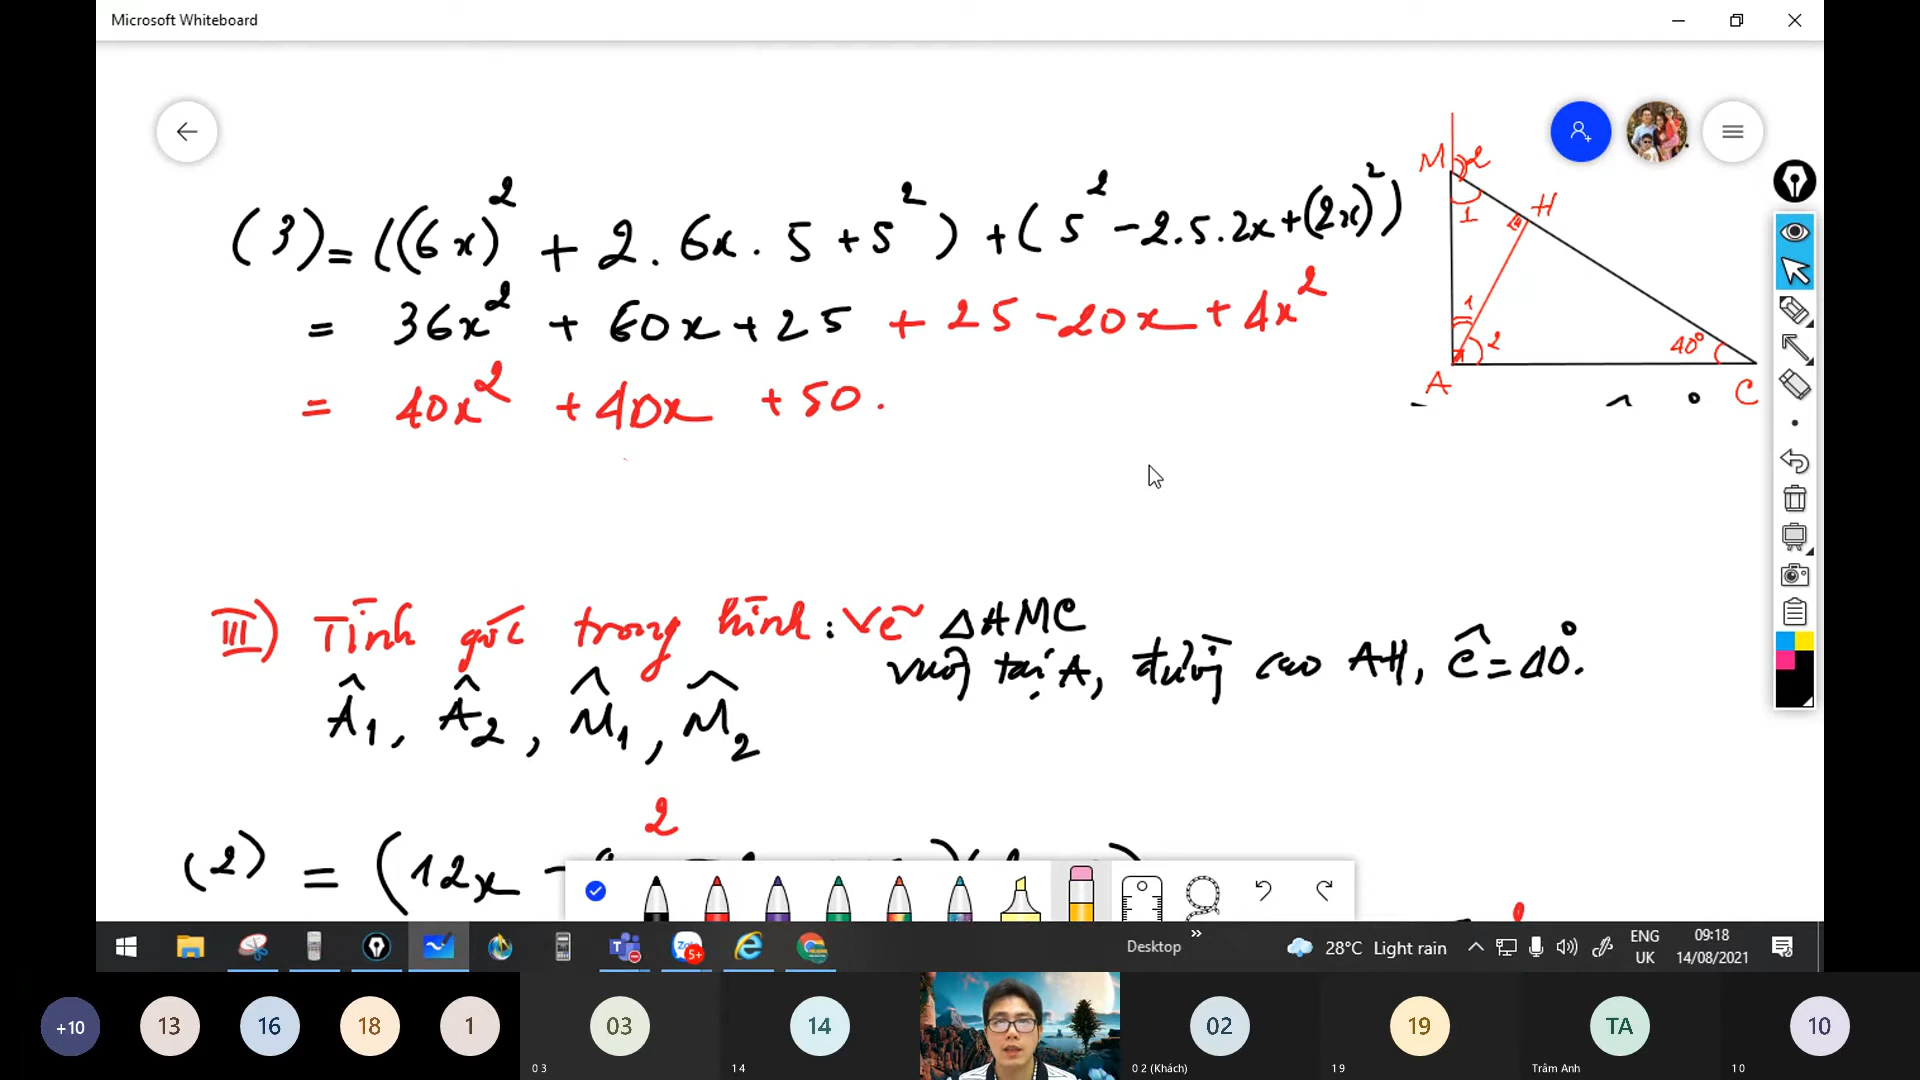 Microsoft Whiteboard
(3) = ((6x)² + 2 . 6x . 5 + 5²) + (5² - 2.5.2x + (2x)²)
= 36x² + 60x + 25 + 25 - 20x + 4x²
= 40x² + 40x + 50 .
M 2
1 H
1
2 40°
A C
III) Tính góc trong hình : vẽ ΔAMC
vuông tại A, đường cao AH, Ĉ = 40°.
Â₁, Â₂, M̂₁, M̂₂
2
(2) = (12x -
Desktop
28°C Light rain
ENG
UK
09:18
14/08/2021
Zalo
5+
+10
13
16
18
1
03
14
02
19
TA
10
0 3
1 4
0 2 (Khách)
1 9
Trâm Anh
1 0